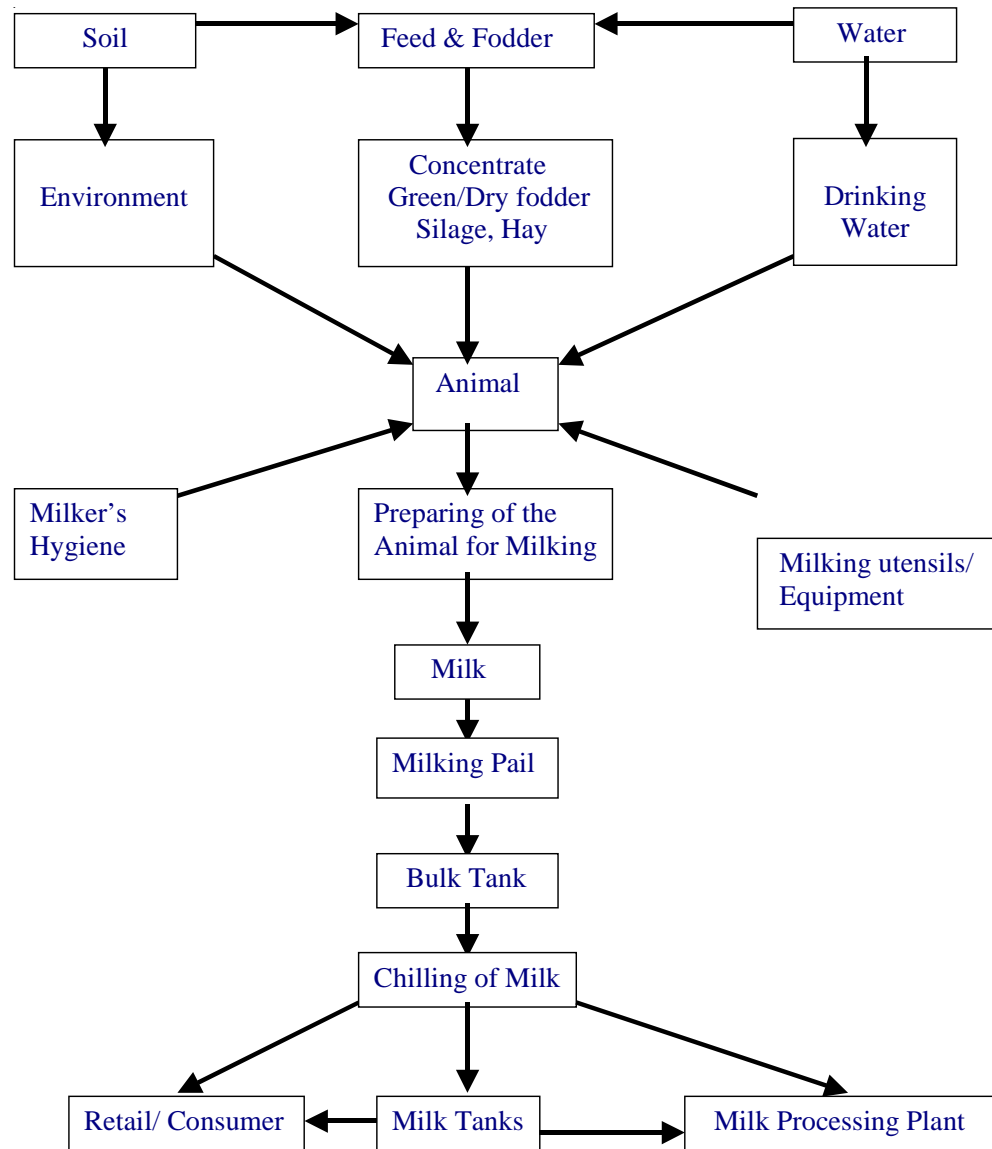 Soil
Feed & Fodder
Water
Environment
Concentrate
Green/Dry fodder
Silage, Hay
Drinking
Water
Animal
Milker’s
Hygiene
Preparing of the
Animal for Milking
Milking utensils/
Equipment
Milk
Milking Pail
Bulk Tank
Chilling of Milk
Retail/ Consumer
Milk Tanks
Milk Processing Plant